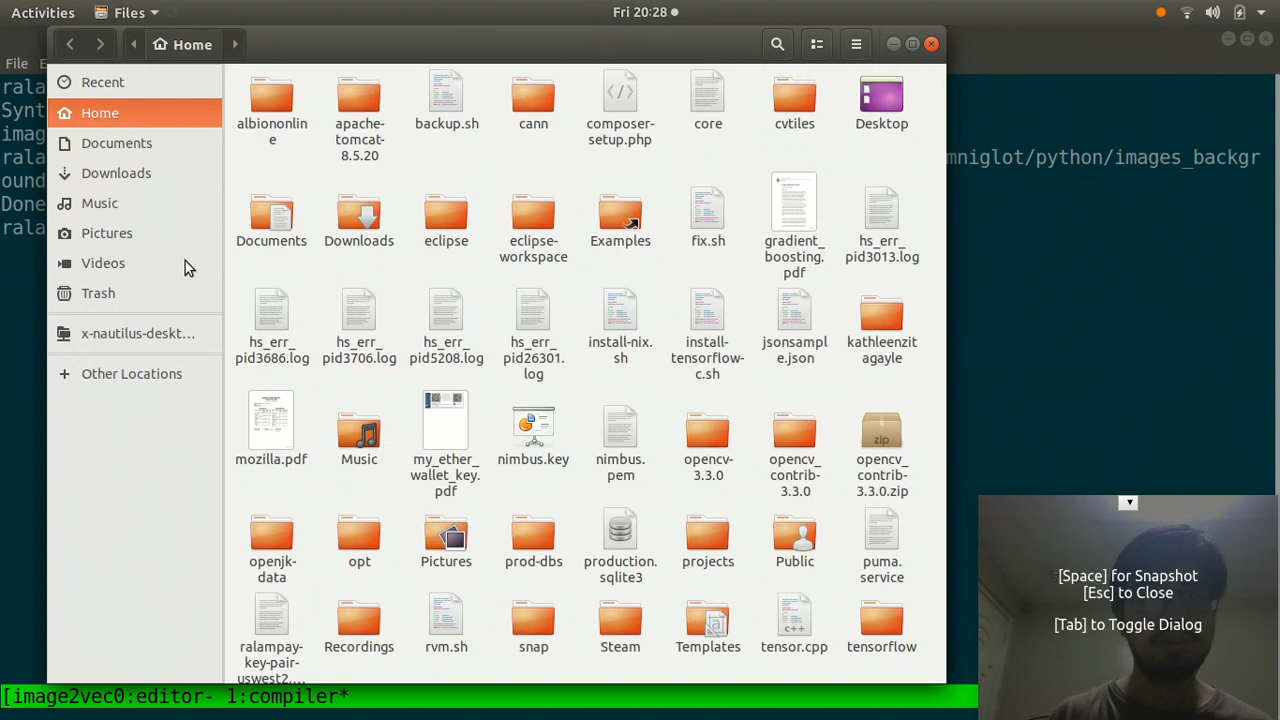 Activities
Files
Fri 20:28
Home
File
Recent
Home
Documents
Downloads
Music
Pictures
Videos
Trash
x-nautilus-deskt…
Other Locations
albiononlin
e
apache-
tomcat-
8.5.20
backup.sh
cann
composer-
setup.php
core
cvtiles
Desktop
Documents
Downloads
eclipse
eclipse-
workspace
Examples
fix.sh
gradient_
boosting.
pdf
hs_err_
pid3013.log
hs_err_
pid3686.log
hs_err_
pid3706.log
hs_err_
pid5208.log
hs_err_
pid26301.
log
install-nix.
sh
install-
tensorflow-
c.sh
jsonsampl
e.json
kathleenzit
agayle
mozilla.pdf
Music
my_ether_
wallet_key.
pdf
nimbus.key
nimbus.
pem
opencv-
3.3.0
opencv_
contrib-
3.3.0
zip
opencv_
contrib-
3.3.0.zip
openjk-
data
opt
Pictures
prod-dbs
production.
sqlite3
projects
Public
puma.
service
ralampay-
key-pair-
uswest2....
Recordings
rvm.sh
snap
Steam
Templates
c++
tensor.cpp
tensorflow
rala
Synt
imag
rala
mniglot/python/images_backgr
ound
Done
rala
[image2vec0:editor- 1:compiler*
[Space] for Snapshot
[Esc] to Close
[Tab] to Toggle Dialog